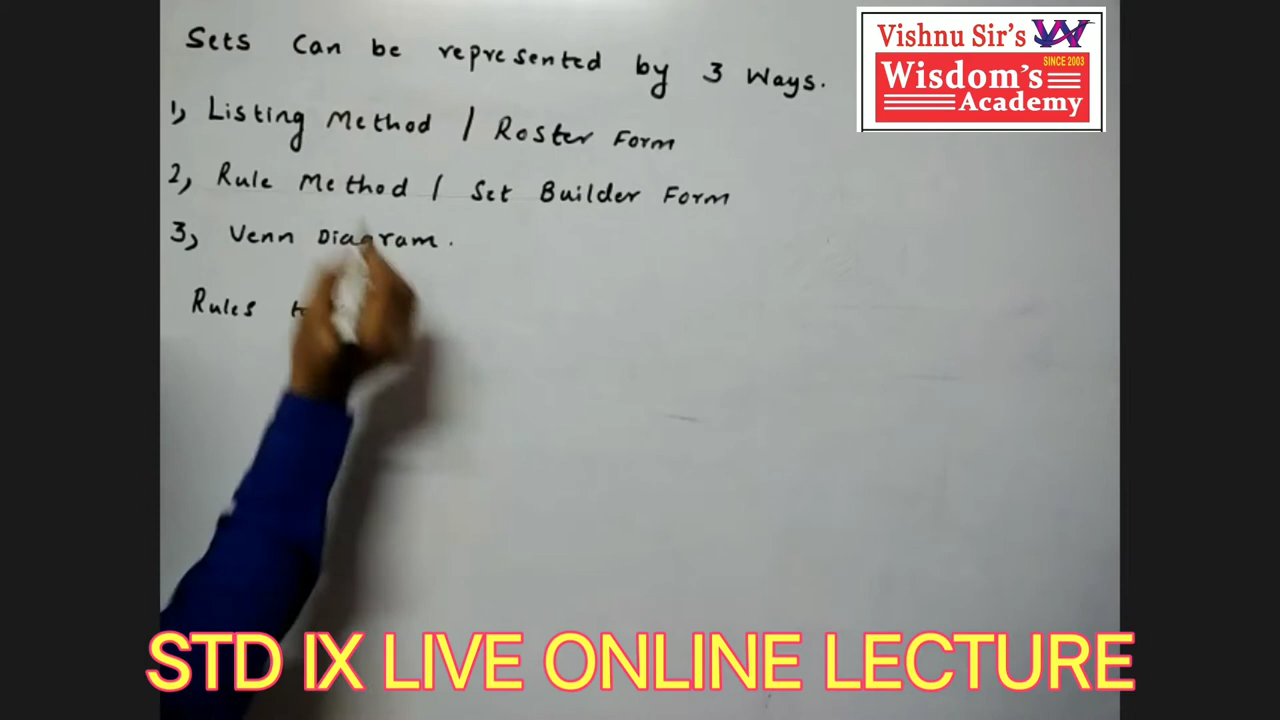 Sets Can be represented by 3 Ways.
1, Listing Method / Roster Form
2, Rule Method / Set Builder Form
3, Venn Diagram.
Rules
Vishnu Sir's W
SINCE 2003
Wisdom's
Academy
STD IX LIVE ONLINE LECTURE